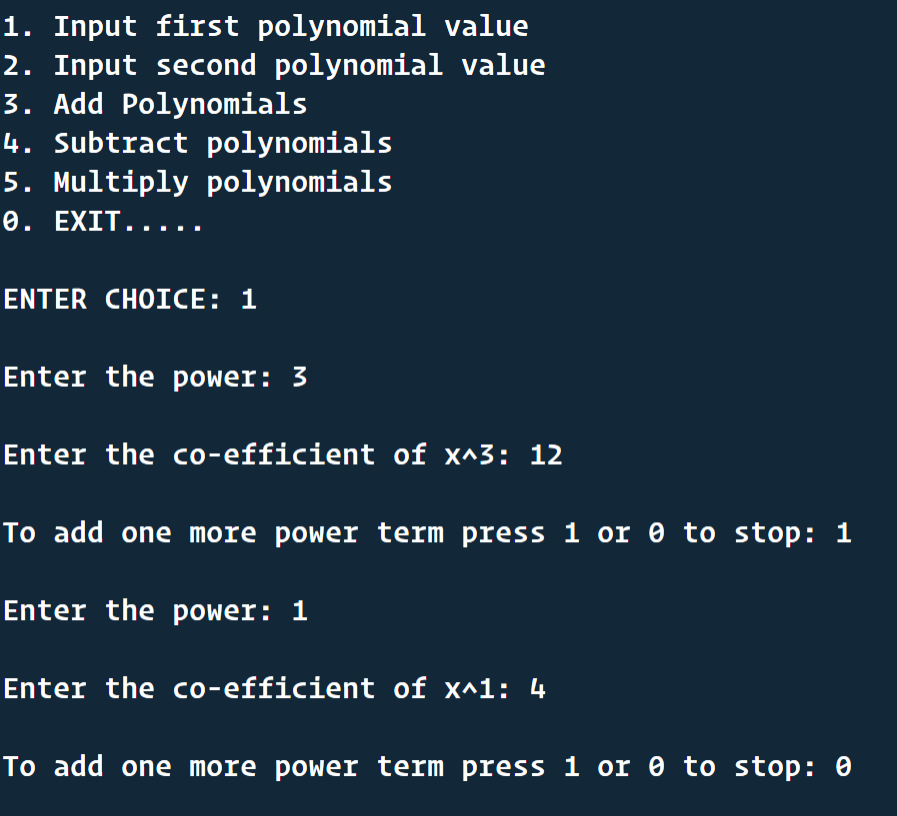 1. Input first polynomial value
2. Input second polynomial value
3. Add Polynomials
4. Subtract polynomials
5. Multiply polynomials
0. EXIT.....
ENTER CHOICE: 1
Enter the power: 3
Enter the co-efficient of x^3: 12
To add one more power term press 1 or 0 to stop: 1
Enter the power: 1
Enter the co-efficient of x^1: 4
To add one more power term press 1 or 0 to stop: 0